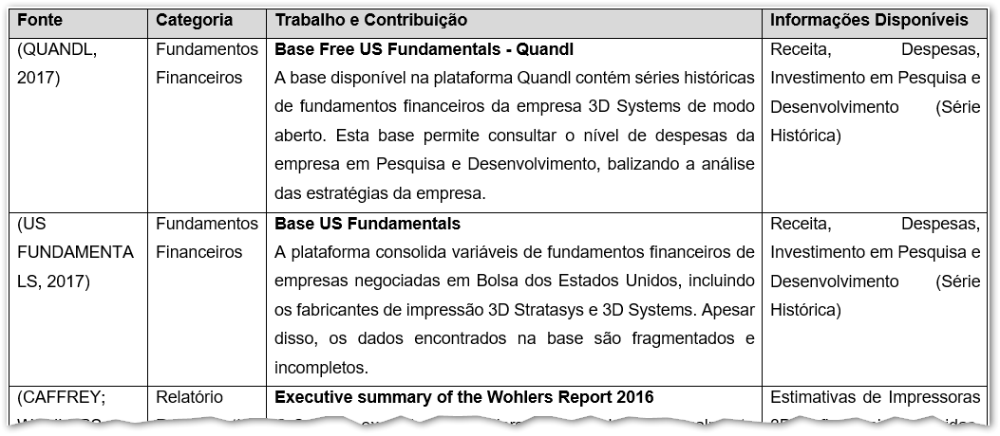 Fonte Categoria Trabalho e Contribuição Informações Disponíveis
(QUANDL,
2017)
Fundamentos
Financeiros
Base Free US Fundamentals - Quandl
A base disponível na plataforma Quandl contém séries históricas
de fundamentos financeiros da empresa 3D Systems de modo
aberto. Esta base permite consultar o nível de despesas da
empresa em Pesquisa e Desenvolvimento, balizando a análise
das estratégias da empresa.
Receita, Despesas,
Investimento em Pesquisa e
Desenvolvimento (Série
Histórica)
(US
FUNDAMENTA
LS, 2017)
Fundamentos
Financeiros
Base US Fundamentals
A plataforma consolida variáveis de fundamentos financeiros de
empresas negociadas em Bolsa dos Estados Unidos, incluindo
os fabricantes de impressão 3D Stratasys e 3D Systems. Apesar
disso, os dados encontrados na base são fragmentados e
incompletos.
Receita, Despesas,
Investimento em Pesquisa e
Desenvolvimento (Série
Histórica)
(CAFFREY;
Relatório
Executive summary of the Wohlers Report 2016
Estimativas de Impressoras